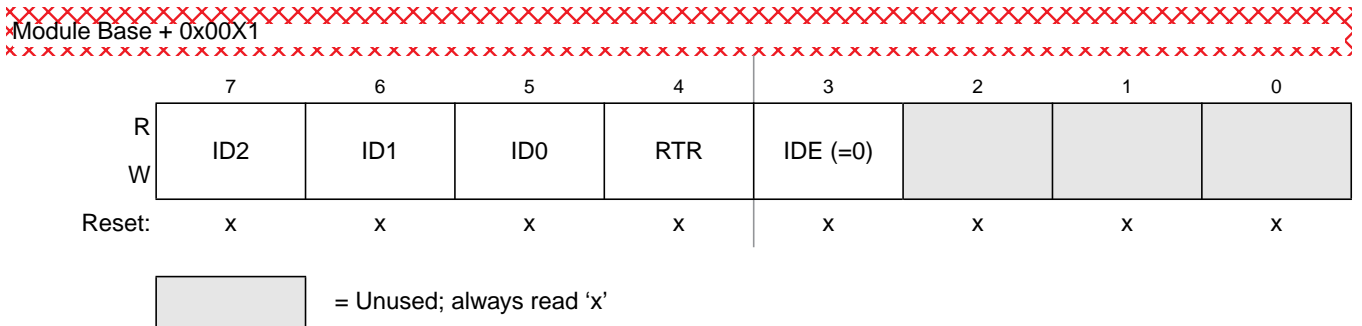 Module Base + 0x00X1
7 6 5 4 3 2 1 0
R
ID2 ID1 ID0 RTR IDE (=0)
W
Reset: x x x x x x x x
= Unused; always read ‘x’